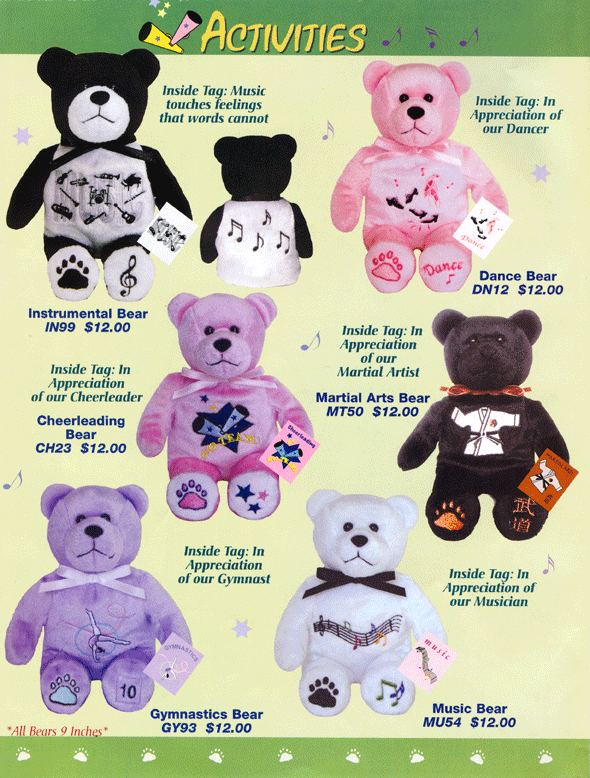 ACTIVITIES
Inside Tag: Music
touches feelings
that words cannot
Inside Tag: In
Appreciation of
our Dancer
Dance
Dance
Dance Bear
DN12 $12.00
Instrumental Bear
IN99 $12.00
Inside Tag: In
Appreciation
of our
Martial Artist
Inside Tag: In
Appreciation
of our Cheerleader
Martial Arts Bear
MT50 $12.00
Cheerleading
Bear
CH23 $12.00
GO TEAM
Cheerleading
MARTIAL ARTS
武
道
Inside Tag: In
Appreciation
of our Gymnast
Inside Tag: In
Appreciation of
our Musician
GYMNASTICS
music
10
Gymnastics Bear
GY93 $12.00
Music Bear
MU54 $12.00
*All Bears 9 Inches*